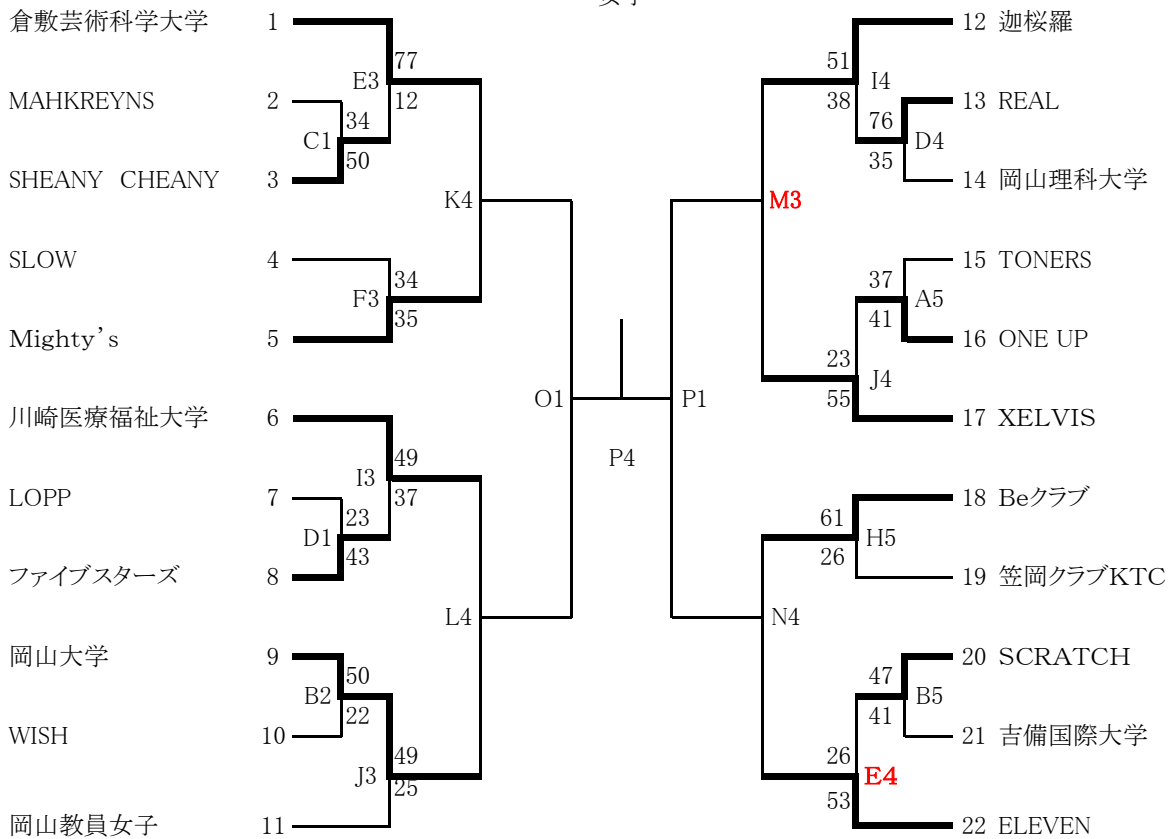 女子
倉敷芸術科学大学 1
77
E3
12
MAHKREYNS 2
34
C1
50
SHEANY CHEANY 3
K4
SLOW 4
34
F3
35
Mighty's 5
O1
川崎医療福祉大学 6
49
I3
37
LOPP 7
23
D1
43
ファイブスターズ 8
L4
岡山大学 9
50
B2
22
WISH 10
49
J3
25
岡山教員女子 11
P4
12 迦桜羅
51
I4
38
13 REAL
76
D4
35
14 岡山理科大学
M3
15 TONERS
37
A5
41
16 ONE UP
23
J4
55
17 XELVIS
P1
18 Beクラブ
61
H5
26
19 笠岡クラブKTC
N4
20 SCRATCH
47
B5
41
21 吉備国際大学
26
E4
53
22 ELEVEN